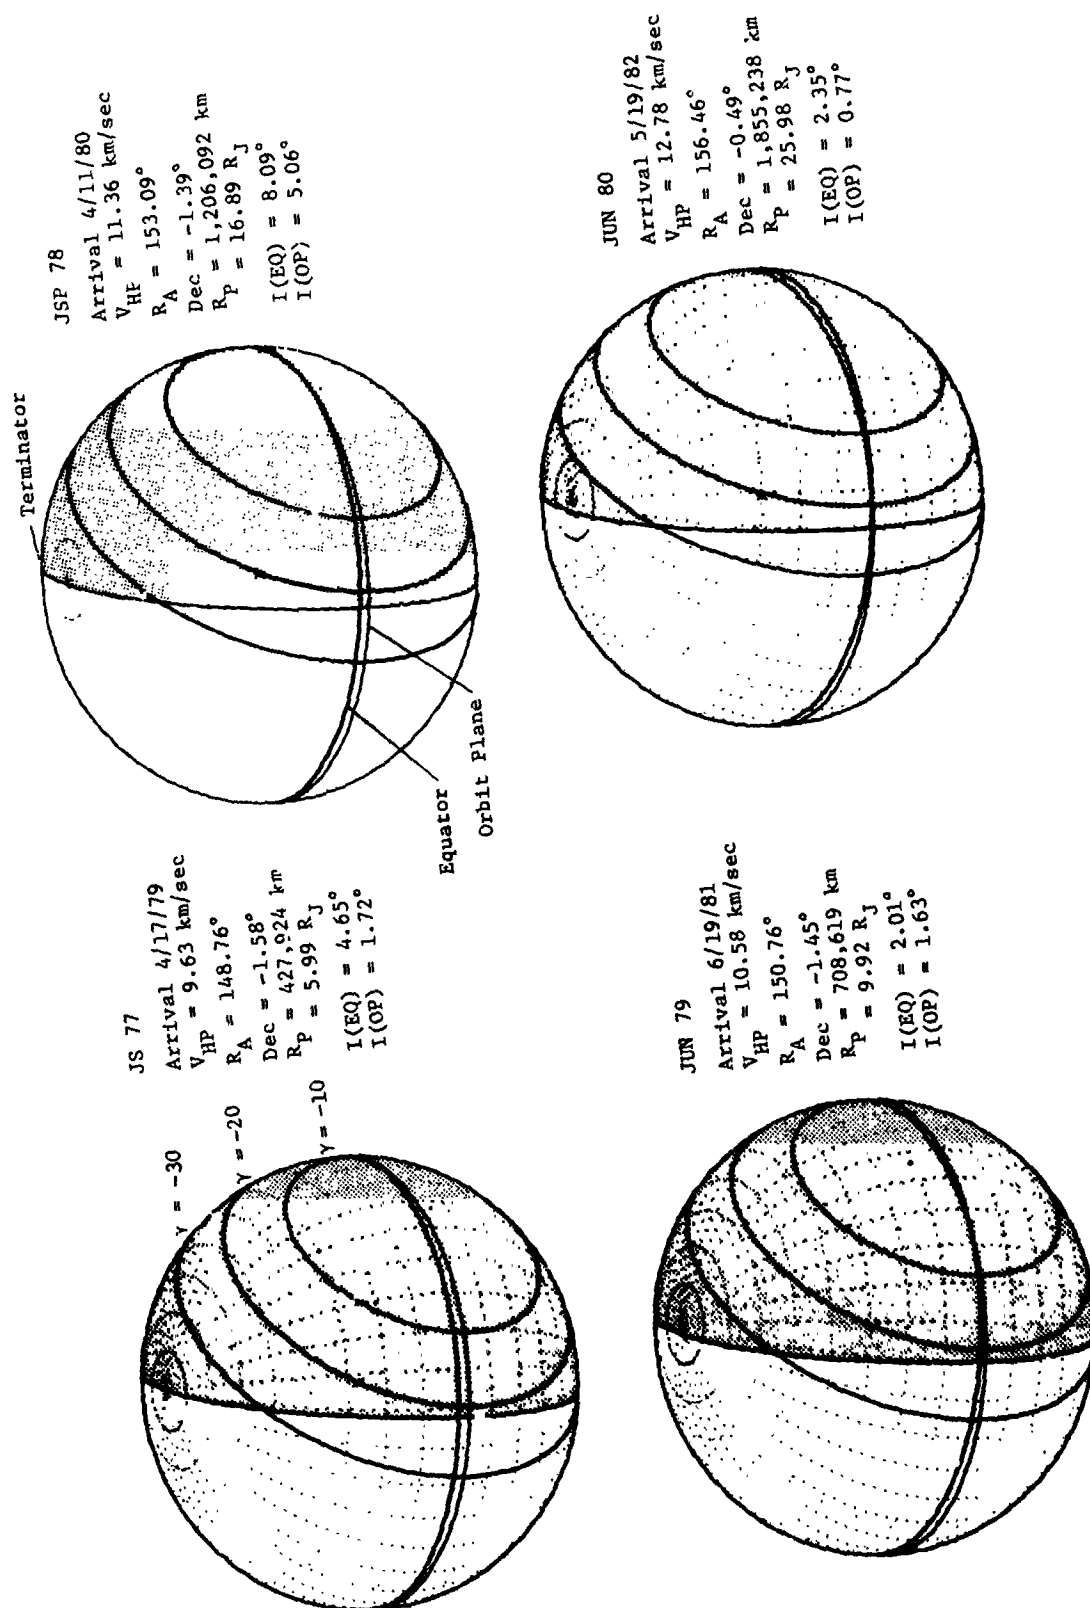 JS 77
Arrival 4/17/79
V_HP = 9.63 km/sec
R_A = 148.76°
Dec = -1.58°
R_P = 427,024 km
= 5.99 R_J
I(EQ) = 4.65°
I(OP) = 1.72°
γ = -30
γ = -20
γ = -10
JSP 78
Arrival 4/11/80
V_HP = 11.36 km/sec
R_A = 153.09°
Dec = -1.39°
R_P = 1,206,092 km
= 16.89 R_J
I(EQ) = 8.09°
I(OP) = 5.06°
Terminator
Equator
Orbit Plane
JUN 79
Arrival 6/19/81
V_HP = 10.58 km/sec
R_A = 150.76°
Dec = -1.45°
R_P = 708,619 km
= 9.92 R_J
I(EQ) = 2.01°
I(OP) = 1.63°
JUN 80
Arrival 5/19/82
V_HP = 12.78 km/sec
R_A = 156.46°
Dec = -0.49°
R_P = 1,855,238 km
= 25.98 R_J
I(EQ) = 2.35°
I(OP) = 0.77°